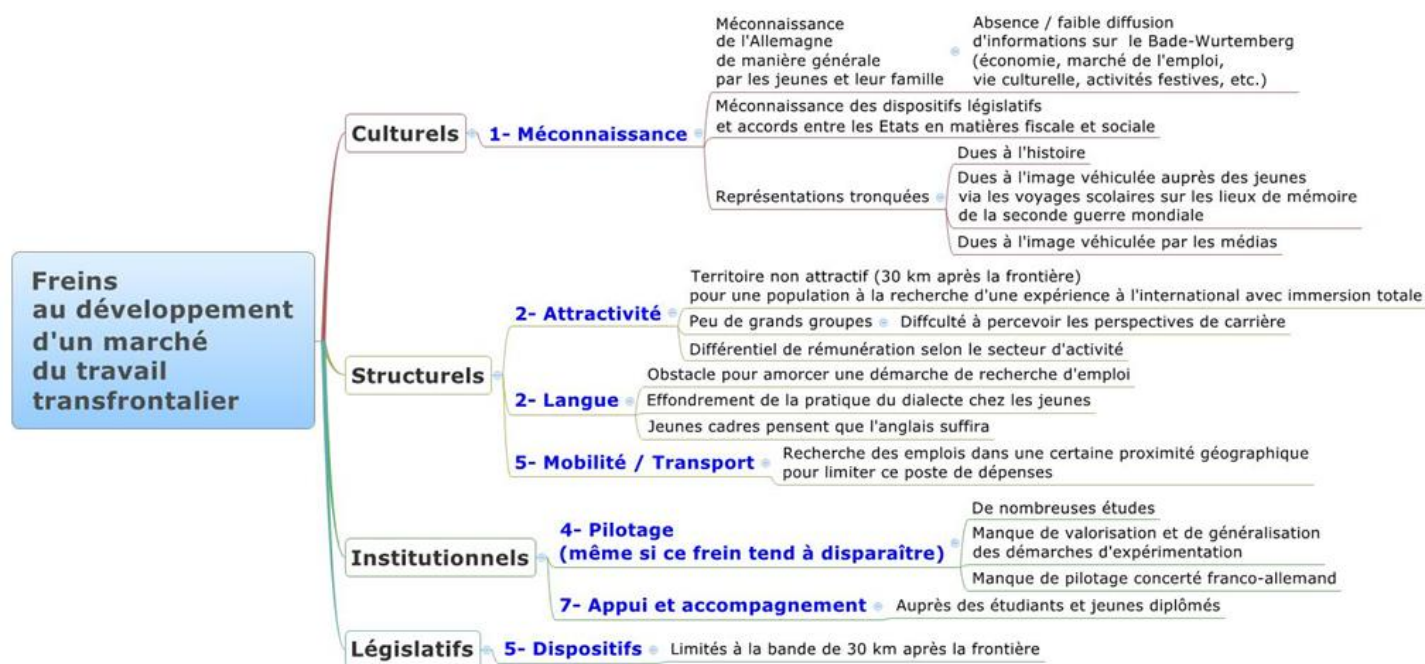 Freins
au développement
d'un marché
du travail
transfrontalier
Culturels
1- Méconnaissance
Méconnaissance
de l'Allemagne
de manière générale
par les jeunes et leur famille
Absence / faible diffusion
d'informations sur le Bade-Wurtemberg
(économie, marché de l'emploi,
vie culturelle, activités festives, etc.)
Méconnaissance des dispositifs législatifs
et accords entre les Etats en matières fiscale et sociale
Représentations tronquées
Dues à l'histoire
Dues à l'image véhiculée auprès des jeunes
via les voyages scolaires sur les lieux de mémoire
de la seconde guerre mondiale
Dues à l'image véhiculée par les médias
Structurels
2- Attractivité
Territoire non attractif (30 km après la frontière)
pour une population à la recherche d'une expérience à l'international avec immersion totale
Peu de grands groupes
Diffculté à percevoir les perspectives de carrière
Différentiel de rémunération selon le secteur d'activité
2- Langue
Obstacle pour amorcer une démarche de recherche d'emploi
Effondrement de la pratique du dialecte chez les jeunes
Jeunes cadres pensent que l'anglais suffira
5- Mobilité / Transport
Recherche des emplois dans une certaine proximité géographique
pour limiter ce poste de dépenses
Institutionnels
4- Pilotage
(même si ce frein tend à disparaître)
De nombreuses études
Manque de valorisation et de généralisation
des démarches d'expérimentation
Manque de pilotage concerté franco-allemand
7- Appui et accompagnement
Auprès des étudiants et jeunes diplômés
Législatifs
5- Dispositifs
Limités à la bande de 30 km après la frontière